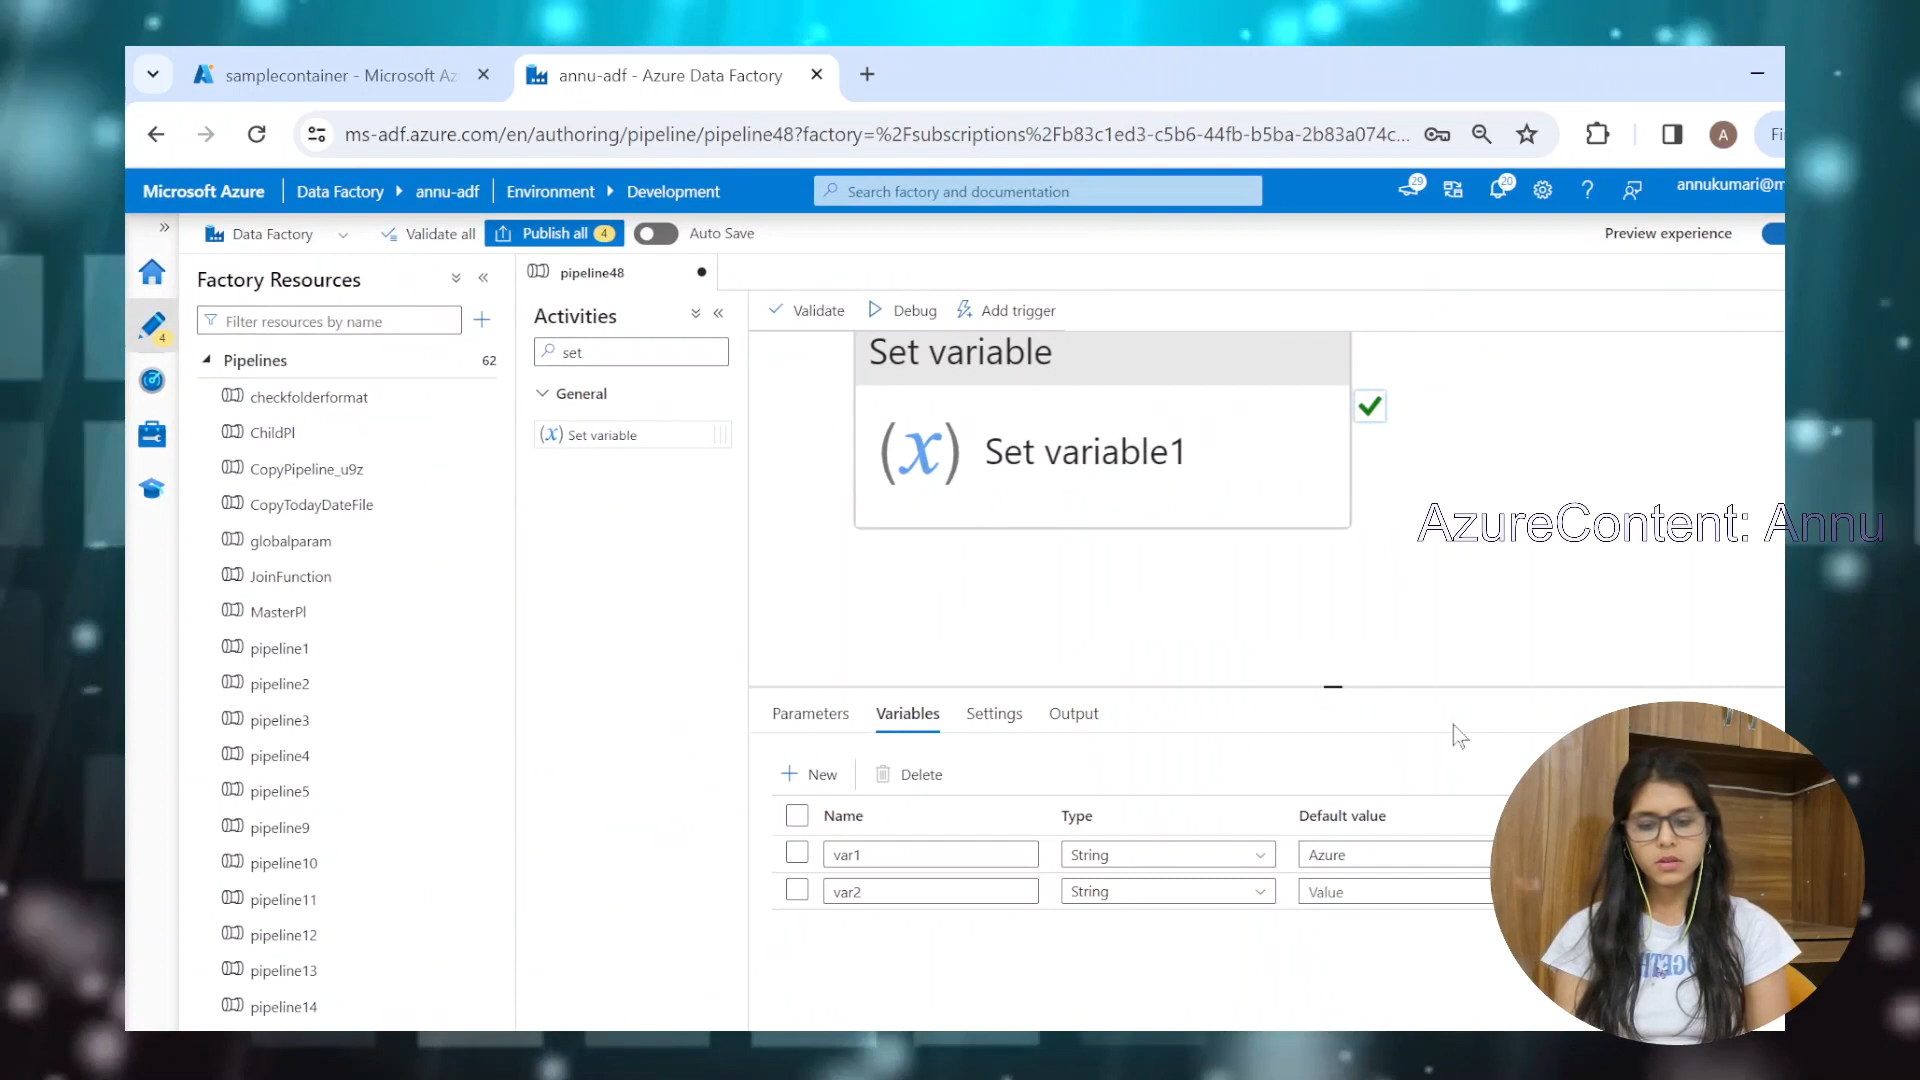 samplecontainer - Microsoft Az
annu-adf - Azure Data Factory
ms-adf.azure.com/en/authoring/pipeline/pipeline48?factory=%2Fsubscriptions%2Fb83c1ed3-c5b6-44fb-b5ba-2b83a074c...
A
Microsoft Azure
Data Factory
annu-adf
Environment
Development
Search factory and documentation
29
20
annukumari@m
Data Factory
Validate all
Publish all
4
Auto Save
Preview experience
Factory Resources
Filter resources by name
4
Pipelines
62
checkfolderformat
ChildPl
CopyPipeline_u9z
CopyTodayDateFile
globalparam
JoinFunction
MasterPl
pipeline1
pipeline2
pipeline3
pipeline4
pipeline5
pipeline9
pipeline10
pipeline11
pipeline12
pipeline13
pipeline14
pipeline48
Activities
set
General
(x) Set variable
Validate
Debug
Add trigger
Set variable
(x) Set variable1
AzureContent: Annu
Parameters
Variables
Settings
Output
New
Delete
Name
Type
Default value
var1
String
Azure
var2
String
Value